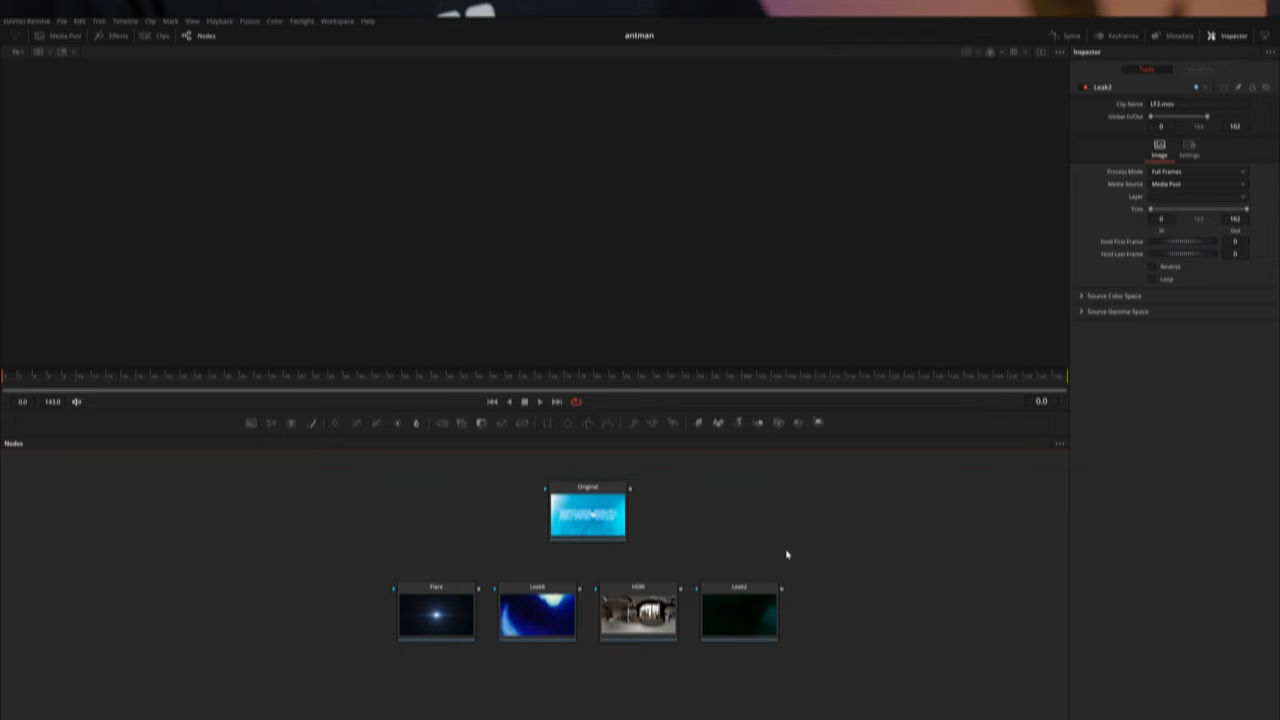 DaVinci Resolve File Edit Trim Timeline Clip Mark View Playback Fusion Color Fairlight Workspace Help
Media Pool Effects Clips Nodes antman Spline Keyframes Metadata Inspector
Fit Inspector
Tools
Leak2
Clip Name LF2.mov
Global In/Out
0 163 162
Image Settings
Process Mode Full Frames
Media Source Media Pool
Layer
Trim
0 163 162
In Out
Hold First Frame 0
Hold Last Frame 0
Reverse
Loop
Source Color Space
Source Gamma Space
0.0 143.0 0.0
Nodes
Original
Flare Leak6 HDRI Leak2